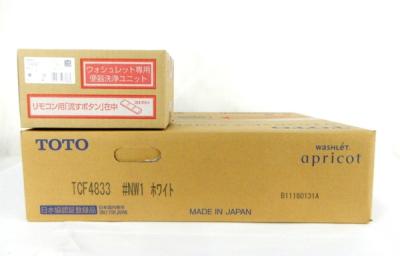 ウォシュレット専用
便器洗浄ユニット
リモコン用「流すボタン」在中
TOTO
WASHLET
apricot
TCF4833 #NW1 ホワイト
B11160131A
日本協認証登録品
MADE IN JAPAN